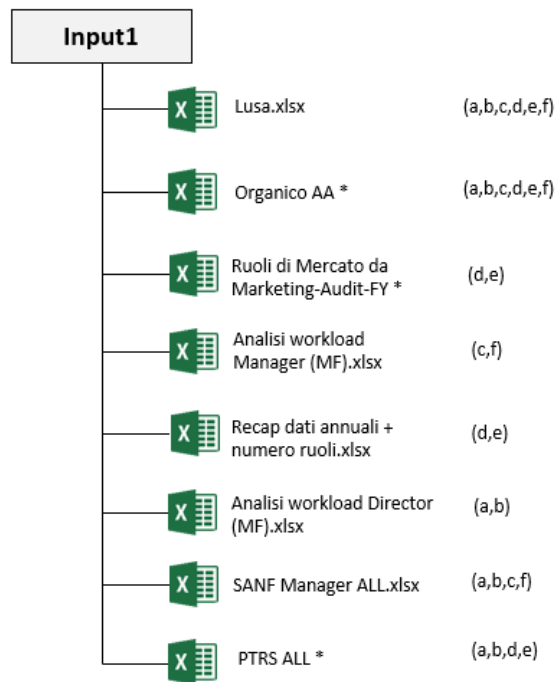 Input1
X Lusa.xlsx (a,b,c,d,e,f)
X Organico AA * (a,b,c,d,e,f)
X Ruoli di Mercato da
Marketing-Audit-FY * (d,e)
X Analisi workload
Manager (MF).xlsx (c,f)
X Recap dati annuali +
numero ruoli.xlsx (d,e)
X Analisi workload Director
(MF).xlsx (a,b)
X SANF Manager ALL.xlsx (a,b,c,f)
X PTRS ALL * (a,b,d,e)